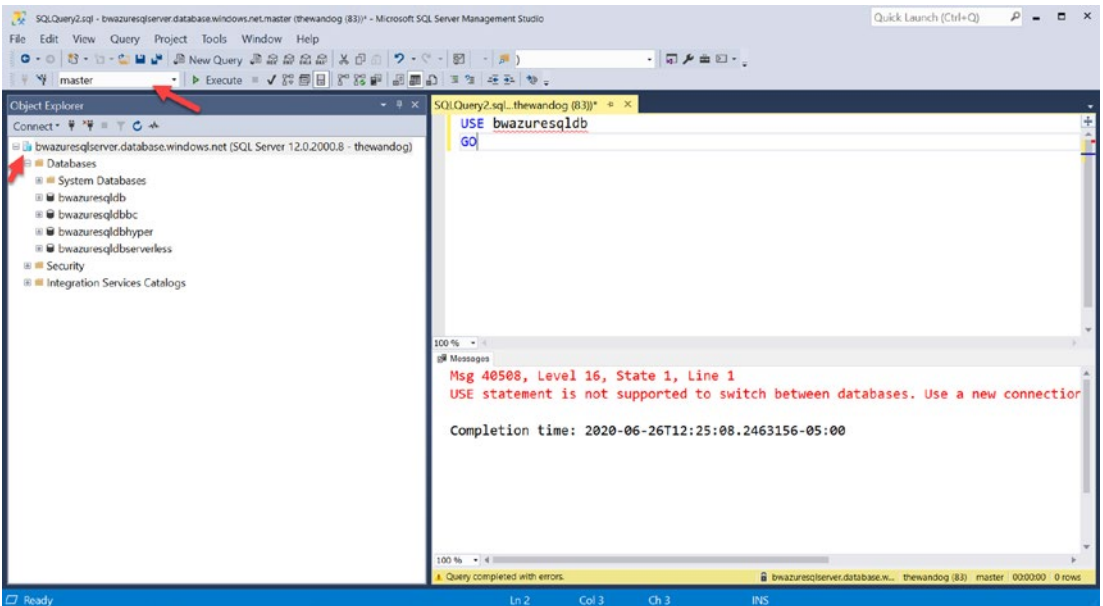 SQLQuery2.sql - bwazuresqlserver.database.windows.net.master (thewandog (83))* - Microsoft SQL Server Management Studio
Quick Launch (Ctrl+Q)
File Edit View Query Project Tools Window Help
New Query
master
Execute
Object Explorer
Connect
bwazuresqlserver.database.windows.net (SQL Server 12.0.2000.8 - thewandog)
Databases
System Databases
bwazuresqldb
bwazuresqldbbc
bwazuresqldbhyper
bwazuresqldbserverless
Security
Integration Services Catalogs
SQLQuery2.sql...thewandog (83))*
USE bwazuresqldb
GO
100 %
Messages
Msg 40508, Level 16, State 1, Line 1
USE statement is not supported to switch between databases. Use a new connection
Completion time: 2020-06-26T12:25:08.2463156-05:00
100 %
Query completed with errors.
bwazuresqlserver.database.w... thewandog (83) master 00:00:00 0 rows
Ready
Ln 2 Col 3 Ch 3 INS